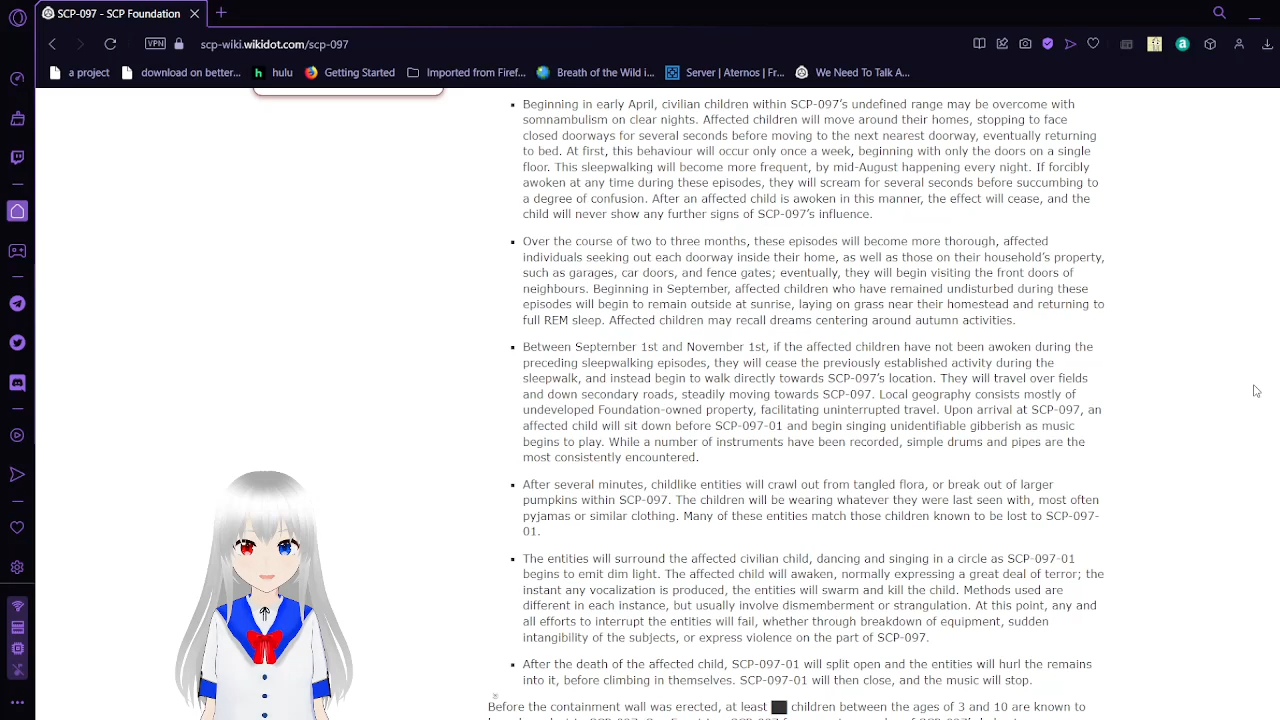 SCP-097 - SCP Foundation
VPN
scp-wiki.wikidot.com/scp-097
a project
download on better...
hulu
Getting Started
Imported from Firef...
Breath of the Wild i...
Server | Aternos | Fr...
We Need To Talk A...
Beginning in early April, civilian children within SCP-097's undefined range may be overcome with
somnambulism on clear nights. Affected children will move around their homes, stopping to face
closed doorways for several seconds before moving to the next nearest doorway, eventually returning
to bed. At first, this behaviour will occur only once a week, beginning with only the doors on a single
floor. This sleepwalking will become more frequent, by mid-August happening every night. If forcibly
awoken at any time during these episodes, they will scream for several seconds before succumbing to
a degree of confusion. After an affected child is awoken in this manner, the effect will cease, and the
child will never show any further signs of SCP-097's influence.
Over the course of two to three months, these episodes will become more thorough, affected
individuals seeking out each doorway inside their home, as well as those on their household's property,
such as garages, car doors, and fence gates; eventually, they will begin visiting the front doors of
neighbours. Beginning in September, affected children who have remained undisturbed during these
episodes will begin to remain outside at sunrise, laying on grass near their homestead and returning to
full REM sleep. Affected children may recall dreams centering around autumn activities.
Between September 1st and November 1st, if the affected children have not been awoken during the
preceding sleepwalking episodes, they will cease the previously established activity during the
sleepwalk, and instead begin to walk directly towards SCP-097's location. They will travel over fields
and down secondary roads, steadily moving towards SCP-097. Local geography consists mostly of
undeveloped Foundation-owned property, facilitating uninterrupted travel. Upon arrival at SCP-097, an
affected child will sit down before SCP-097-01 and begin singing unidentifiable gibberish as music
begins to play. While a number of instruments have been recorded, simple drums and pipes are the
most consistently encountered.
After several minutes, childlike entities will crawl out from tangled flora, or break out of larger
pumpkins within SCP-097. The children will be wearing whatever they were last seen with, most often
pyjamas or similar clothing. Many of these entities match those children known to be lost to SCP-097-
01.
The entities will surround the affected civilian child, dancing and singing in a circle as SCP-097-01
begins to emit dim light. The affected child will awaken, normally expressing a great deal of terror; the
instant any vocalization is produced, the entities will swarm and kill the child. Methods used are
different in each instance, but usually involve dismemberment or strangulation. At this point, any and
all efforts to interrupt the entities will fail, whether through breakdown of equipment, sudden
intangibility of the subjects, or express violence on the part of SCP-097.
After the death of the affected child, SCP-097-01 will split open and the entities will hurl the remains
into it, before climbing in themselves. SCP-097-01 will then close, and the music will stop.
Before the containment wall was erected, at least ██ children between the ages of 3 and 10 are known to